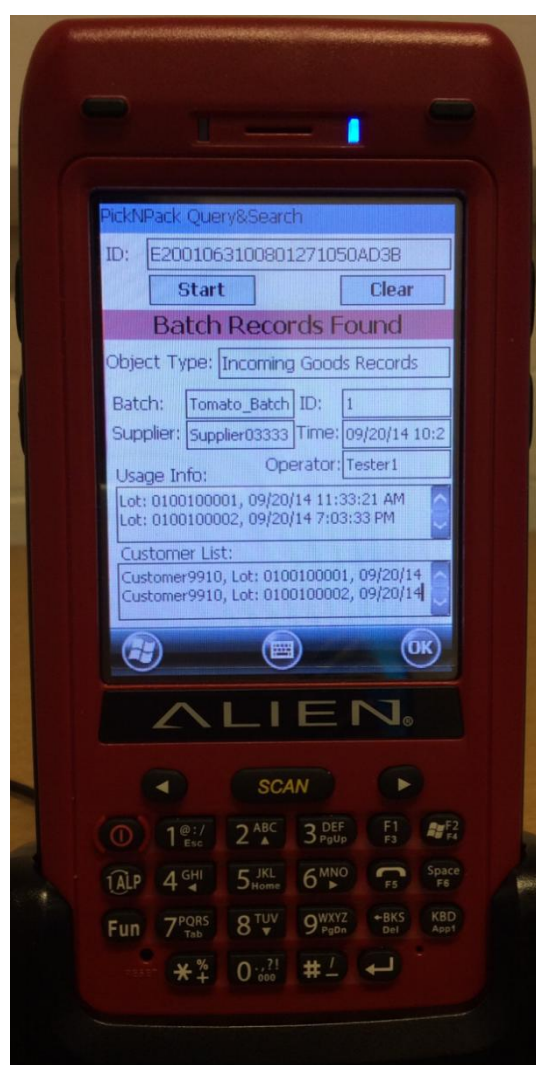 PickNPack Query&Search
ID: E20010631008012710​50AD3B
Start Clear
Batch Records Found
Object Type: Incoming Goods Records
Batch: Tomato_Batch ID: 1
Supplier: Supplier03333 Time: 09/20/14 10:2
Operator: Tester1
Usage Info:
Lot: 0100100001, 09/20/14 11:33:21 AM
Lot: 0100100002, 09/20/14 7:03:33 PM
Customer List:
Customer9910, Lot: 0100100001, 09/20/14
Customer9910, Lot: 0100100002, 09/20/14
OK
ALIEN®
SCAN
1 @:/ Esc 2 ABC 3 DEF PgUp F1 F3 F2 F4
1ALP 4 GHI 5 JKL Home 6 MNO F5 Space F6
Fun 7 PQRS Tab 8 TUV 9 WXYZ PgDn ←BKS Del KBD App1
RESET * % + 0 .,?! 000 # /_ ↵